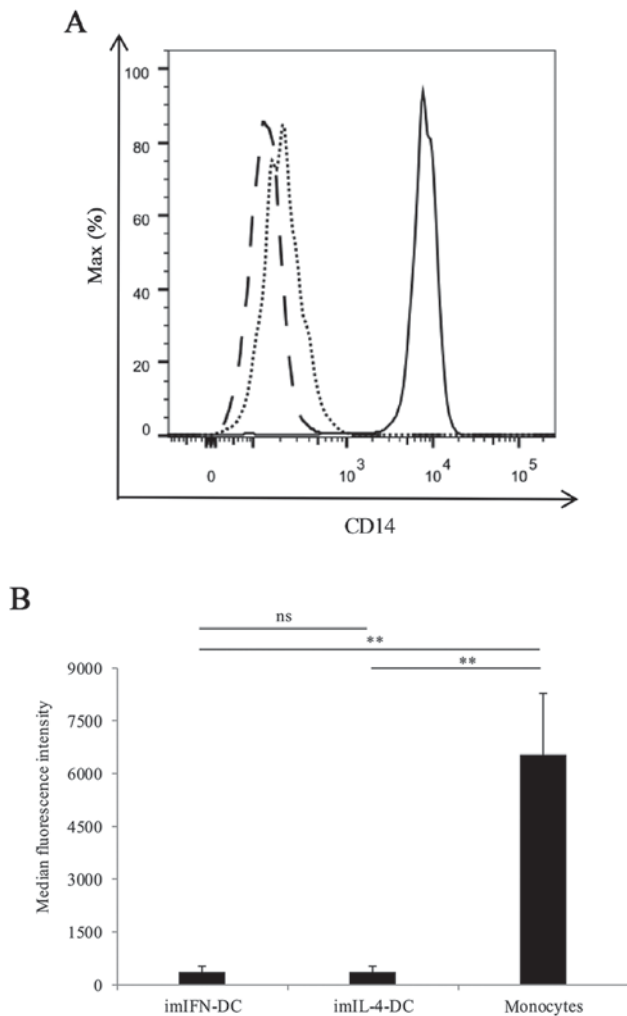 A
Max (%)
100
80
60
40
20
0
0 10³ 10⁴ 10⁵
CD14
B
ns
**
**
Median fluorescence intensity
9000
7500
6000
4500
3000
1500
0
imIFN-DC imIL-4-DC Monocytes